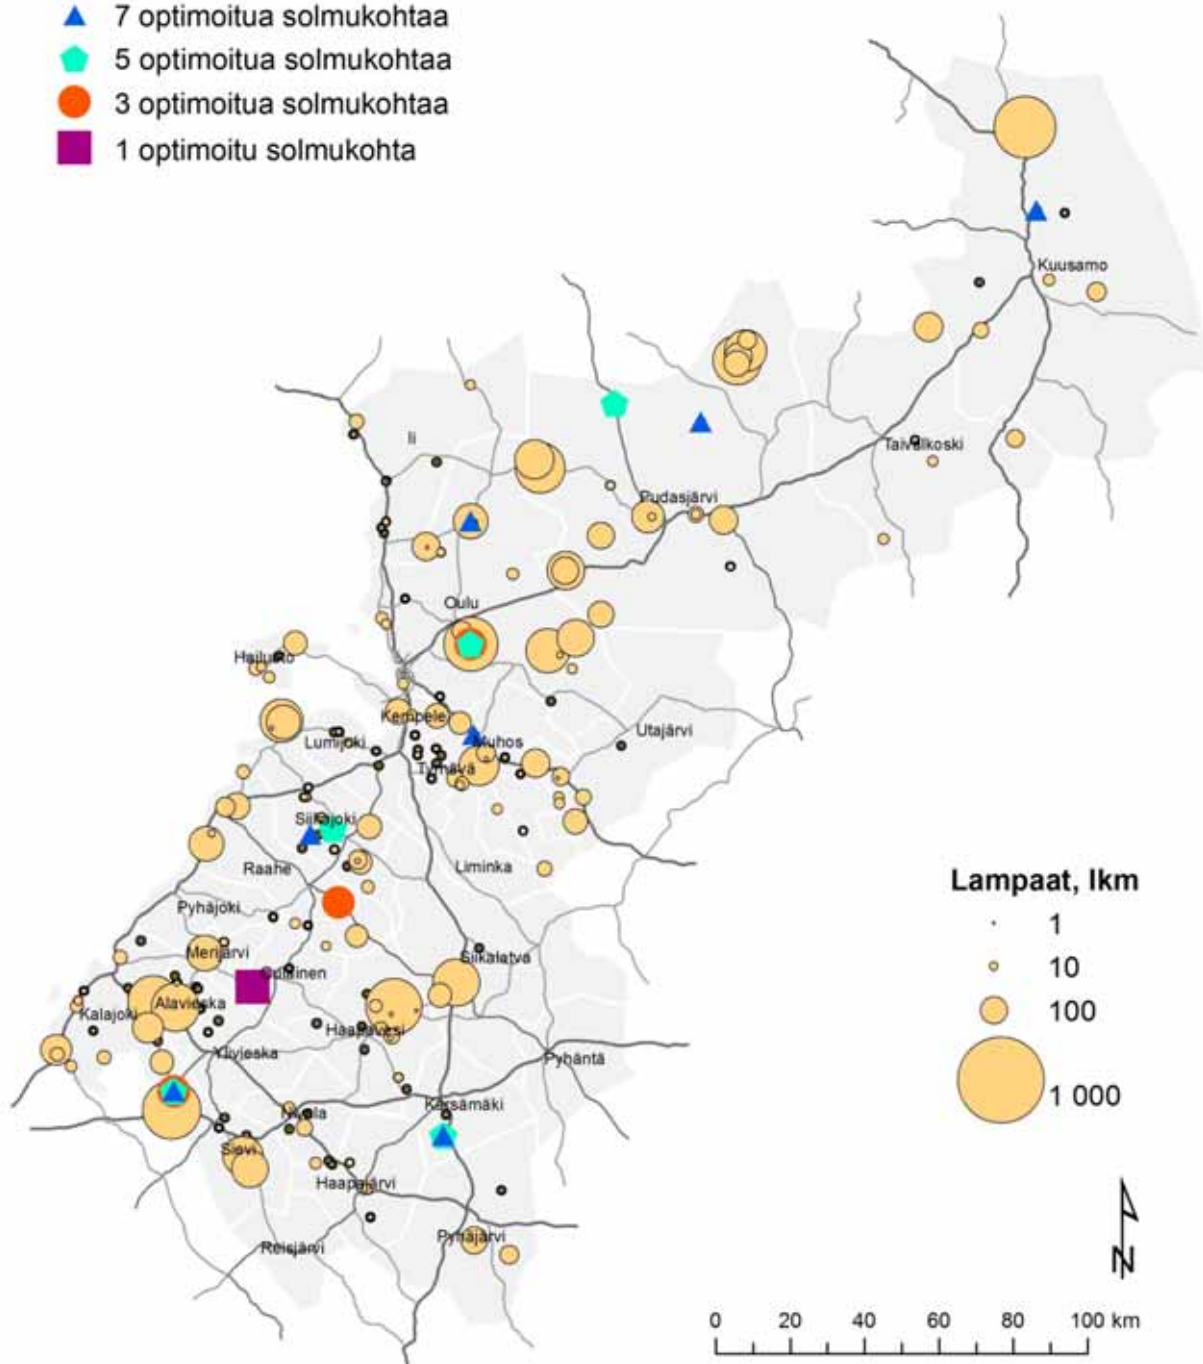 7 optimoitua solmukohtaa
5 optimoitua solmukohtaa
3 optimoitua solmukohtaa
1 optimoitu solmukohta
Kuusamo
Ii
Taivalkoski
Pudasjärvi
Oulu
Hailuoto
Kempele
Utajärvi
Lumijoki
Muhos
Tyrnävä
Siikajoki
Raahe
Liminka
Lampaat, lkm
Pyhäjoki
1
Merijärvi
Siikalatva
10
Oulainen
Alavieska
Kalajoki
100
Haapavesi
Ylivieska
Pyhäntä
1 000
Kärsämäki
Nivala
Sievi
Haapajärvi
Pyhäjärvi
Reisjärvi
N
0 20 40 60 80 100 km